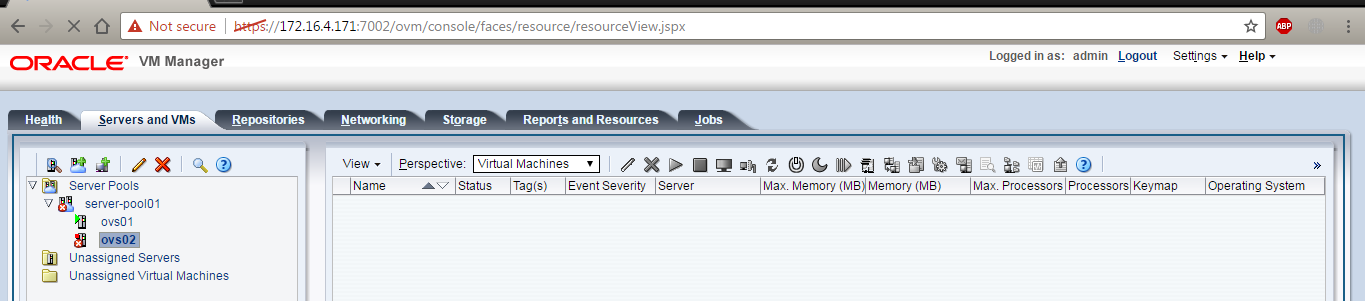 Not secure | https://172.16.4.171:7002/ovm/console/faces/resource/resourceView.jspx ABP
ORACLE VM Manager Logged in as: admin Logout Settings Help
Health Servers and VMs Repositories Networking Storage Reports and Resources Jobs
View Perspective: Virtual Machines »
Name Status Tag(s) Event Severity Server Max. Memory (MB) Memory (MB) Max. Processors Processors Keymap Operating System
Server Pools
server-pool01
ovs01
ovs02
Unassigned Servers
Unassigned Virtual Machines